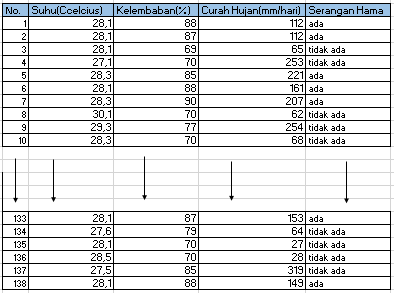 No. Suhu(Ccelcius) Kelembaban(%) Curah Hujan(mm/hari) Serangan Hama
1 28,1 88 112 ada
2 28,1 87 112 ada
3 28,1 69 65 tidak ada
4 27,1 70 253 tidak ada
5 28,3 85 221 ada
6 28,1 88 161 ada
7 28,3 90 207 ada
8 30,1 70 62 tidak ada
9 29,3 77 254 tidak ada
10 28,3 70 68 tidak ada
133 28,1 87 153 ada
134 27,6 79 64 tidak ada
135 28,1 70 27 tidak ada
136 28,5 70 28 tidak ada
137 27,5 85 319 tidak ada
138 28,1 88 149 ada